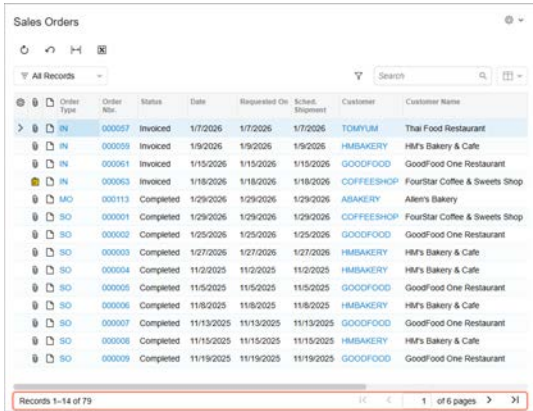 Sales Orders
All Records
Search
Order Type Order Nbr. Status Date Requested On Sched. Shipment Customer Customer Name
IN 000057 Invoiced 1/7/2026 1/7/2026 1/7/2026 TOMYUM Thai Food Restaurant
IN 000059 Invoiced 1/9/2026 1/9/2026 1/9/2026 HMBAKERY HM's Bakery & Cafe
IN 000061 Invoiced 1/15/2026 1/15/2026 1/15/2026 GOODFOOD GoodFood One Restaurant
IN 000063 Invoiced 1/18/2026 1/18/2026 1/18/2026 COFFEESHOP FourStar Coffee & Sweets Shop
MO 000113 Completed 1/29/2026 1/29/2026 1/29/2026 ABAKERY Allen's Bakery
SO 000001 Completed 1/29/2026 1/29/2026 1/29/2026 COFFEESHOP FourStar Coffee & Sweets Shop
SO 000002 Completed 1/25/2026 1/25/2026 1/25/2026 GOODFOOD GoodFood One Restaurant
SO 000003 Completed 1/27/2026 1/27/2026 1/27/2026 HMBAKERY HM's Bakery & Cafe
SO 000004 Completed 11/2/2025 11/2/2025 11/2/2025 HMBAKERY HM's Bakery & Cafe
SO 000005 Completed 11/5/2025 11/5/2025 11/5/2025 GOODFOOD GoodFood One Restaurant
SO 000006 Completed 11/8/2025 11/8/2025 11/8/2025 HMBAKERY HM's Bakery & Cafe
SO 000007 Completed 11/13/2025 11/13/2025 11/13/2025 GOODFOOD GoodFood One Restaurant
SO 000008 Completed 11/15/2025 11/15/2025 11/15/2025 HMBAKERY HM's Bakery & Cafe
SO 000009 Completed 11/19/2025 11/19/2025 11/19/2025 GOODFOOD GoodFood One Restaurant
Records 1–14 of 79 1 of 6 pages